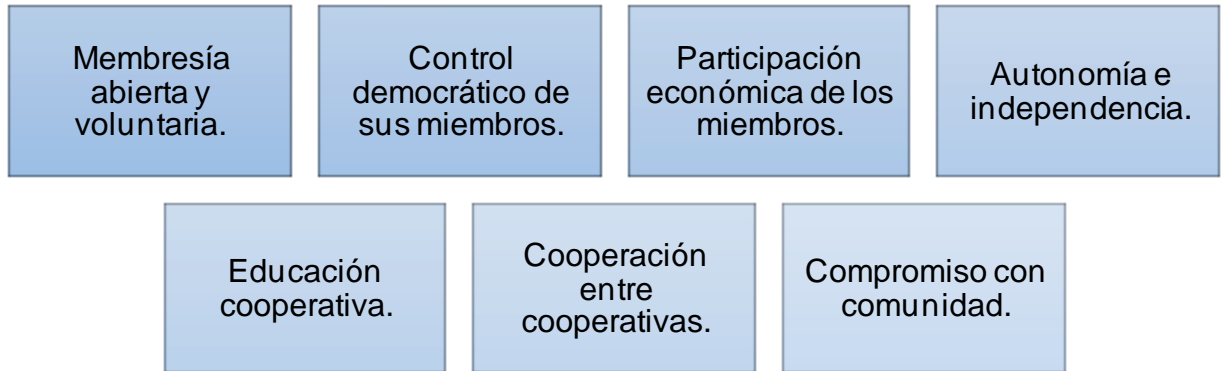 Membresía
abierta y
voluntaria.
Control
democrático de
sus miembros.
Participación
económica de los
miembros.
Autonomía e
independencia.
Educación
cooperativa.
Cooperación
entre
cooperativas.
Compromiso con
comunidad.